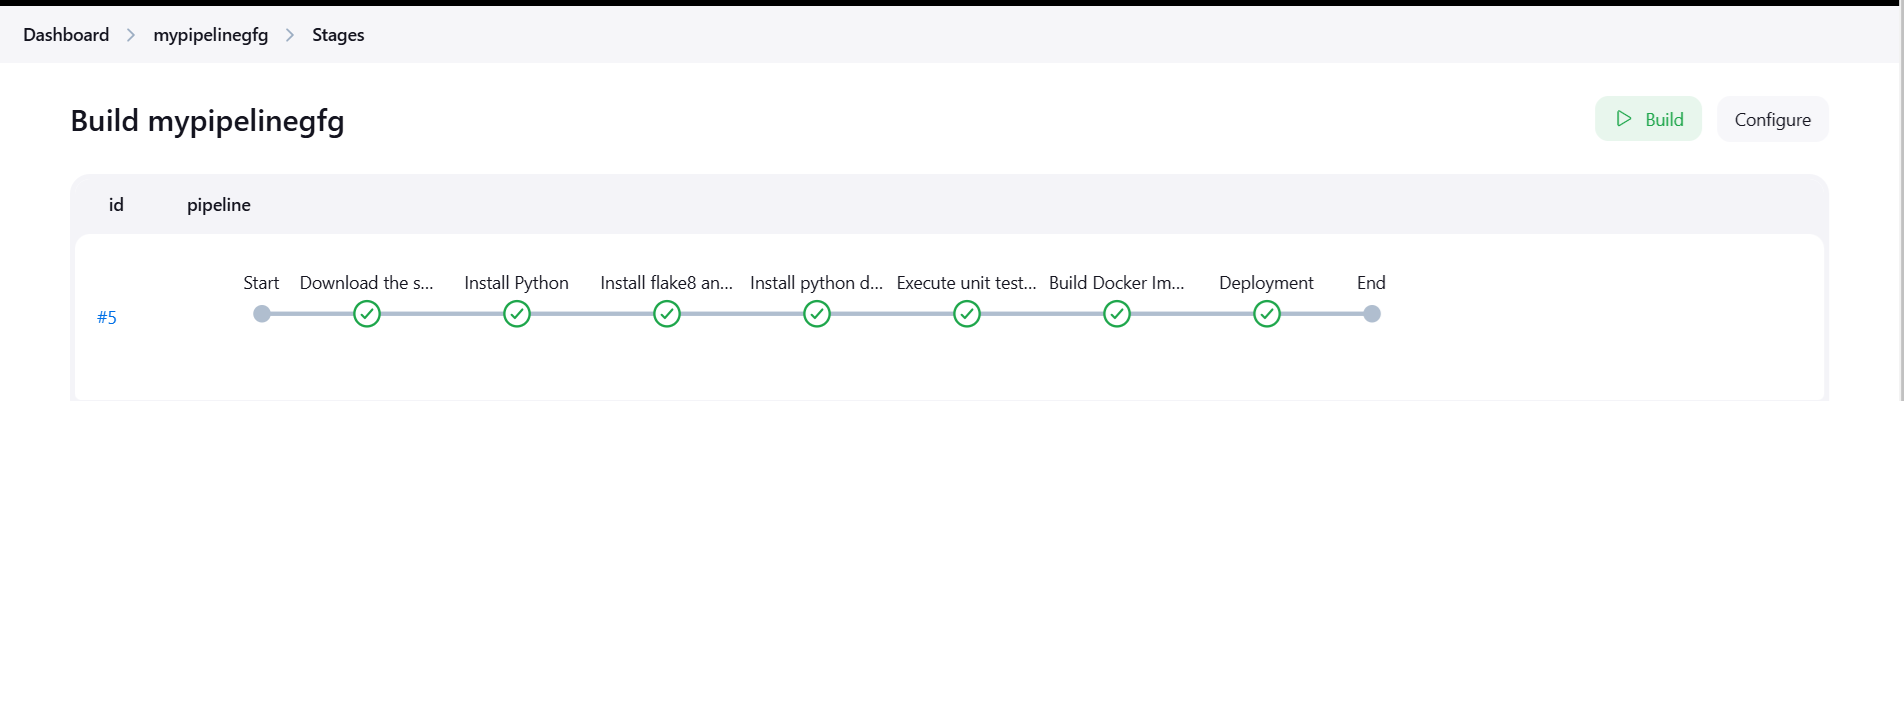 Dashboard > mypipelinegfg > Stages
Build mypipelinegfg
Build Configure
id pipeline
Start Download the s... Install Python Install flake8 an... Install python d... Execute unit test... Build Docker Im... Deployment End
#5